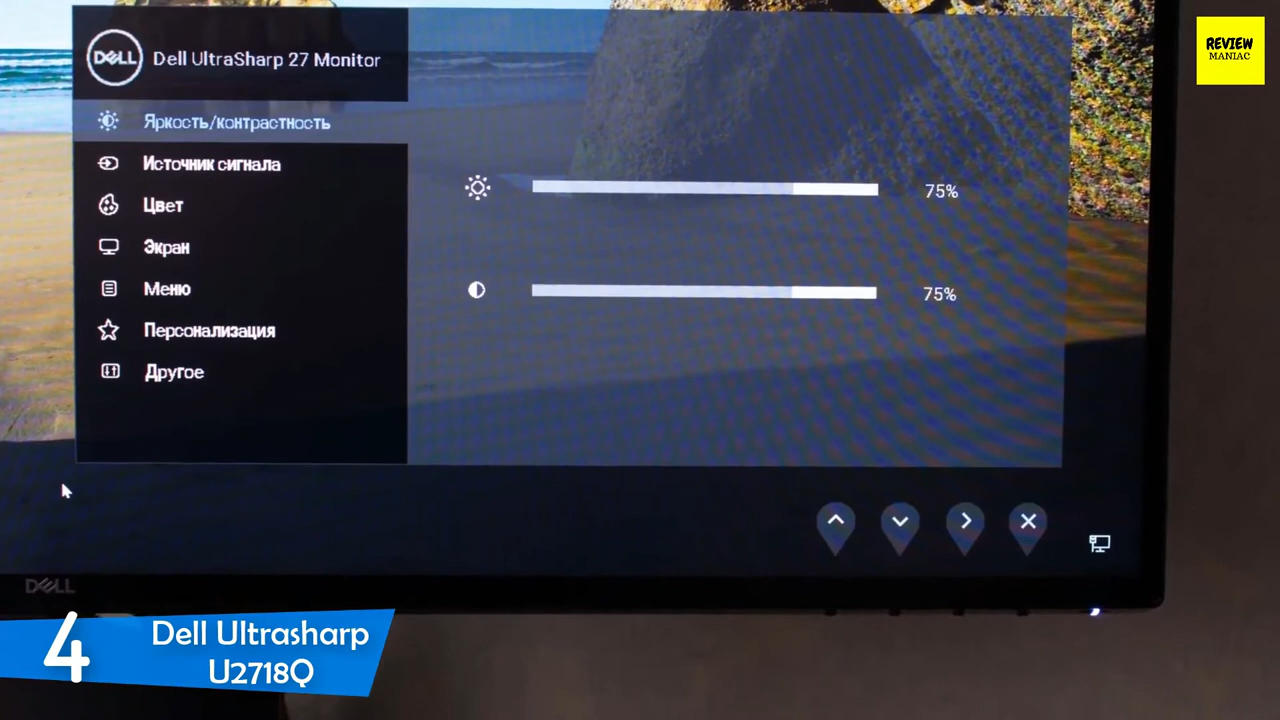 REVIEW
MANIAC
DELL
Dell UltraSharp 27 Monitor
Яркость/контрастность
Источник сигнала
Цвет
Экран
Меню
Персонализация
Другое
75%
75%
DELL
4
Dell Ultrasharp
U2718Q